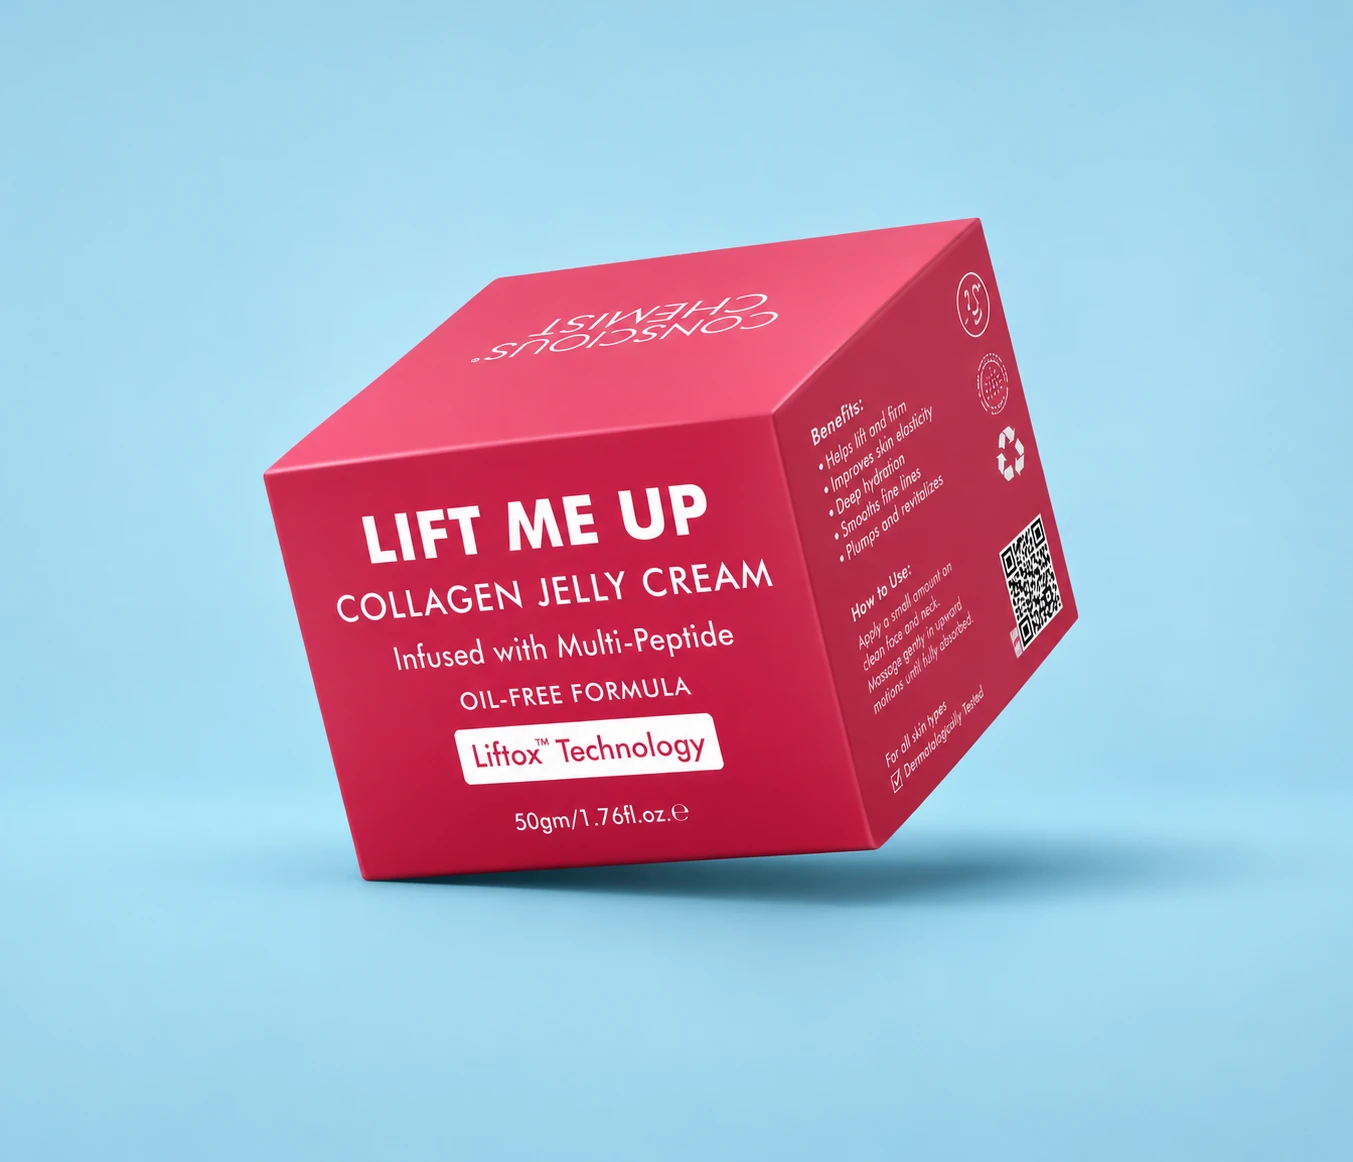 CONSCIOUS
CHEMIST®
LIFT ME UP
COLLAGEN JELLY CREAM
Infused with Multi-Peptide
OIL-FREE FORMULA
Liftox™ Technology
50gm/1.76fl.oz.℮
Benefits:
• Helps lift and firm
• Improves skin elasticity
• Deep hydration
• Smooths fine lines
• Plumps and revitalizes
How to Use:
Apply a small amount on
clean face and neck.
Massage gently in upward
motions until fully absorbed.
For all skin types
Dermatologically Tested